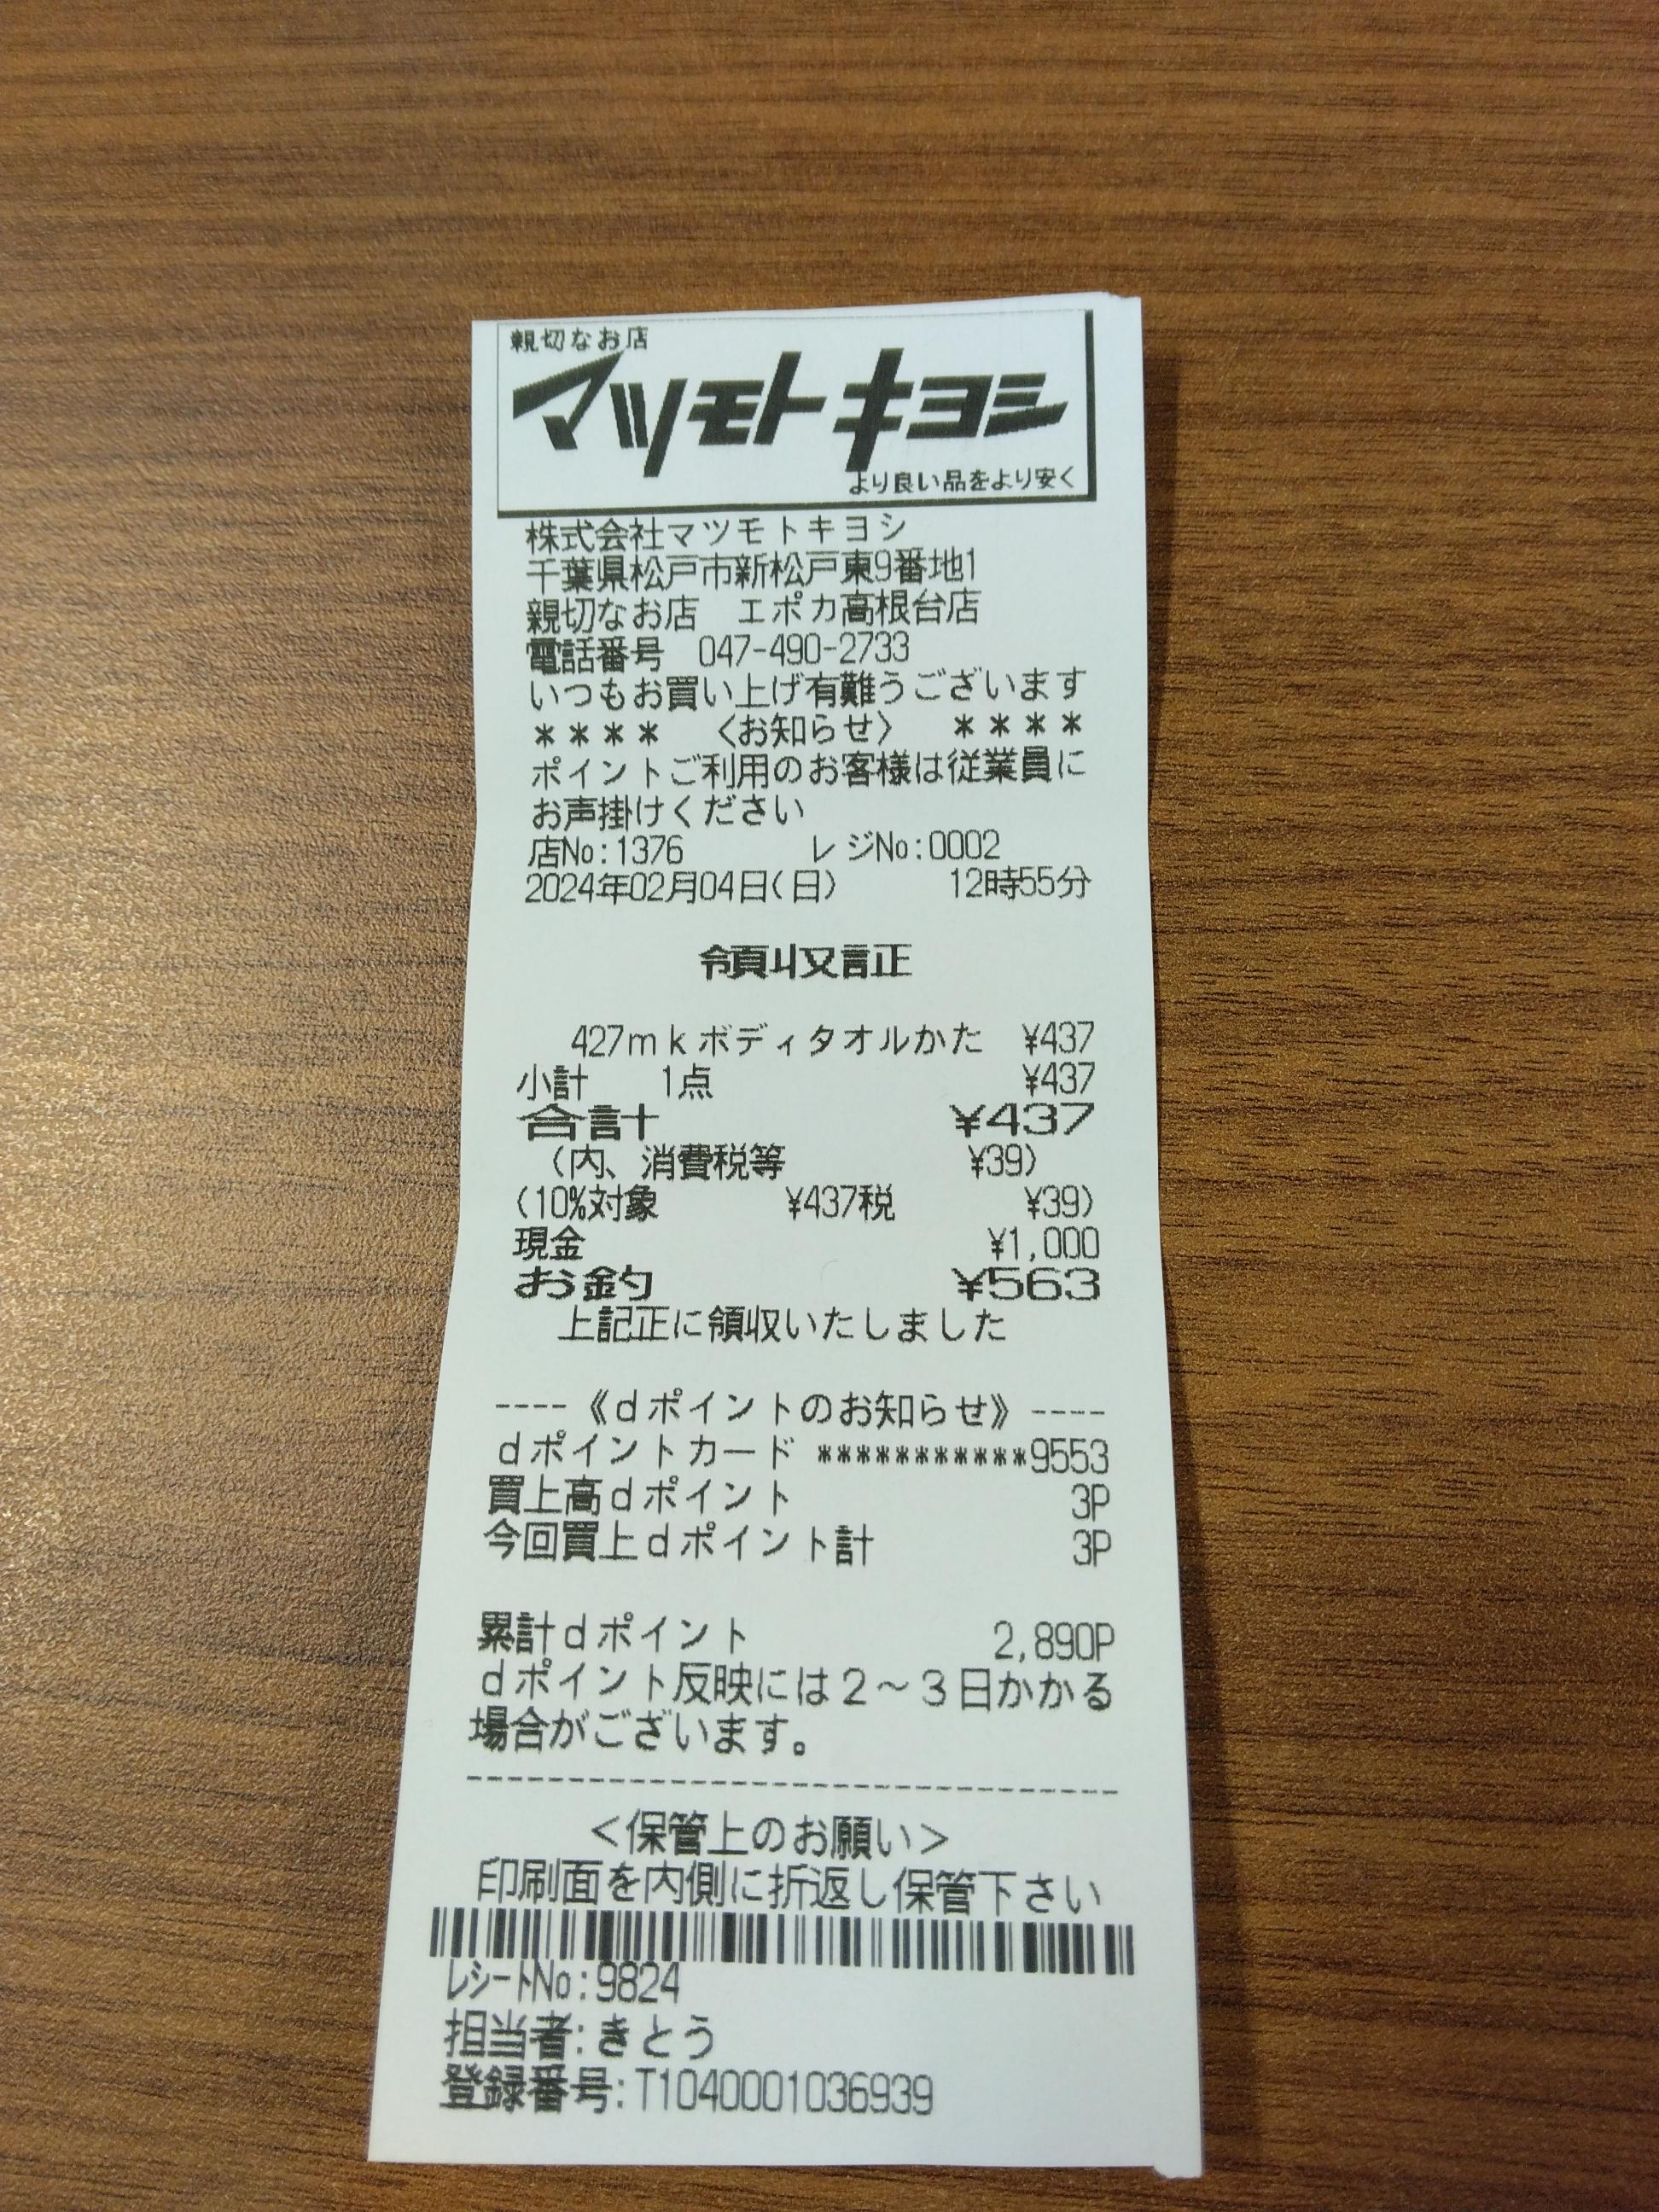 親切なお店
マツモトキヨシ
より良い品をより安く
株式会社マツモトキヨシ
千葉県松戸市新松戸東9番地1
親切なお店　エポカ高根台店
電話番号　047-490-2733
いつもお買い上げ有難うございます
＊＊＊＊　〈お知らせ〉　＊＊＊＊
ポイントご利用のお客様は従業員に
お声掛けください
店No:1376　レジNo:0002
2024年02月04日(日)　12時55分
領収証
427ｍｋボディタオルかた　¥437
小計　1点　¥437
合計　¥437
(内、消費税等　¥39)
(10%対象　¥437税　¥39)
現金　¥1,000
お釣　¥563
上記正に領収いたしました
----《ｄポイントのお知らせ》----
ｄポイントカード ***********9553
買上高ｄポイント　3P
今回買上ｄポイント計　3P
累計ｄポイント　2,890P
ｄポイント反映には２～３日かかる
場合がございます。
--------------------------------
＜保管上のお願い＞
印刷面を内側に折返し保管下さい
ﾚｼｰﾄNo:9824
担当者:きとう
登録番号:T1040001036939